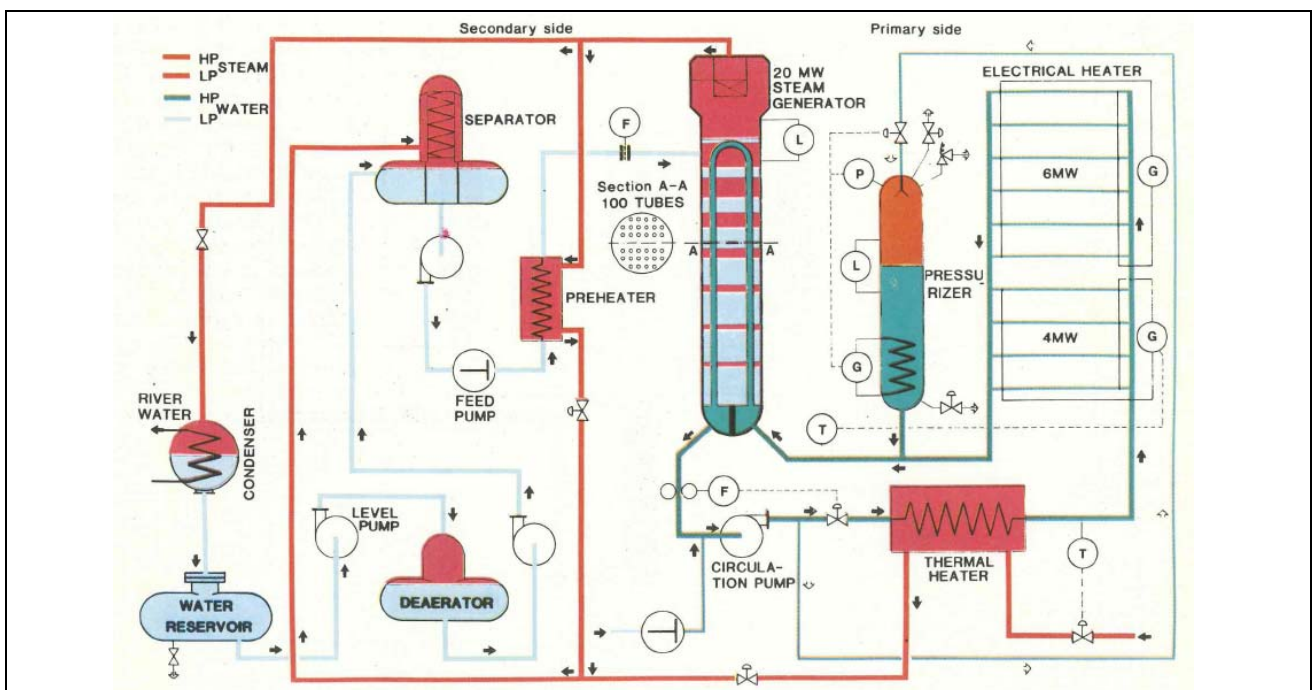 Secondary side
Primary side
HP
STEAM
LP
HP
WATER
LP
SEPARATOR
F
20 MW
STEAM
GENERATOR
L
ELECTRICAL HEATER
Section A-A
100 TUBES
A
A
P
6MW
G
L
PRESSU
RIZER
PREHEATER
4MW
G
G
FEED
PUMP
T
RIVER
WATER
CONDENSER
LEVEL
PUMP
F
CIRCULA-
TION PUMP
THERMAL
HEATER
T
WATER
RESERVOIR
DEAERATOR